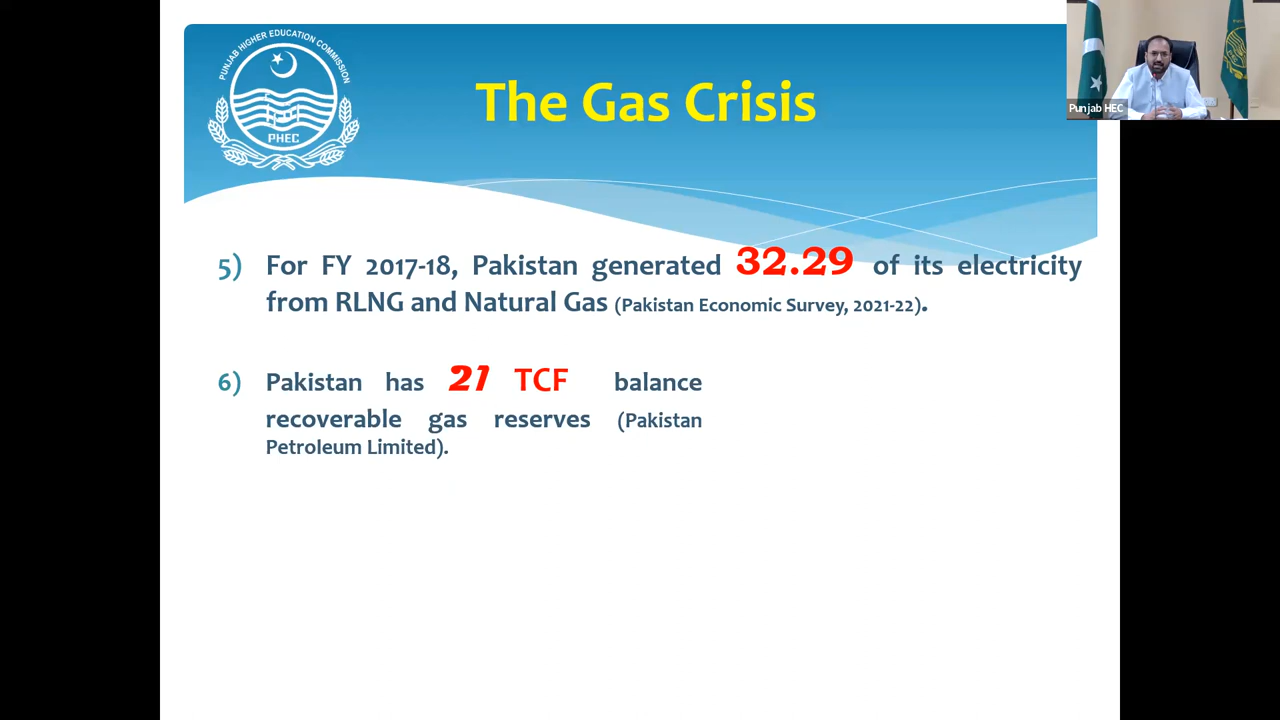 PUNJAB HIGHER EDUCATION COMMISSION
PHEC
The Gas Crisis
Punjab HEC
5) For FY 2017-18, Pakistan generated 32.29 of its electricity
from RLNG and Natural Gas (Pakistan Economic Survey, 2021-22).
6) Pakistan has 21 TCF balance
recoverable gas reserves (Pakistan
Petroleum Limited).